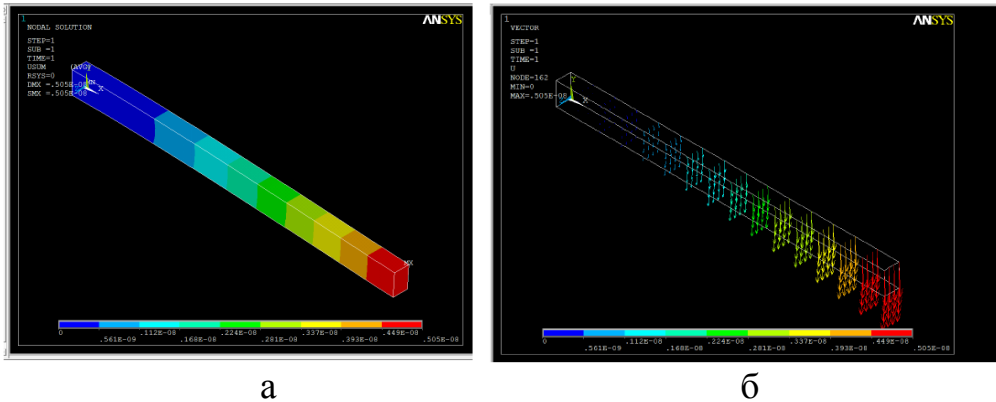 1
ANSYS
NODAL SOLUTION
STEP=1
SUB =1
TIME=1
USUM (AVG)
RSYS=0
DMX =.505E-08
SMX =.505E-08
Y
MN
X
MX
0 .112E-08 .224E-08 .337E-08 .449E-08
.561E-09 .168E-08 .281E-08 .393E-08 .505E-08
1
ANSYS
VECTOR
STEP=1
SUB =1
TIME=1
U
NODE=162
MIN=0
MAX=.505E-08
Y
X
0 .112E-08 .224E-08 .337E-08 .449E-08
.561E-09 .168E-08 .281E-08 .393E-08 .505E-08
а б